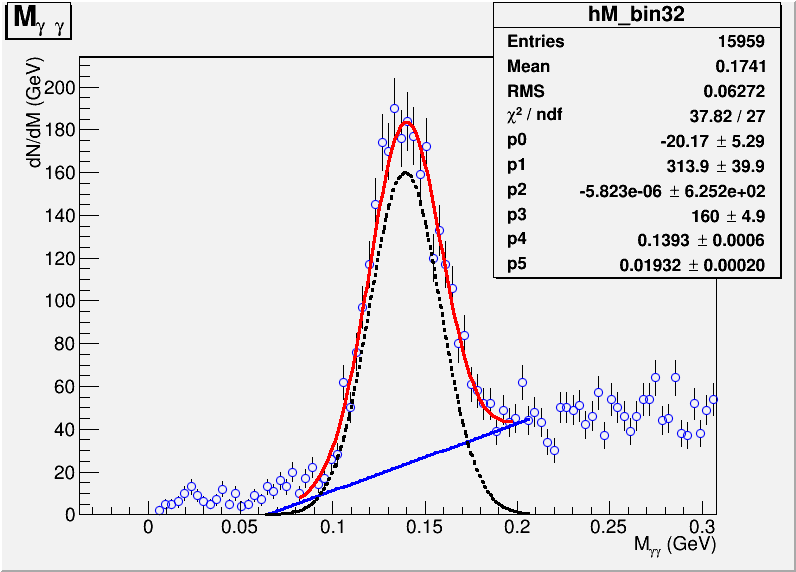 M γ γ
hM_bin32
Entries 15959
Mean 0.1741
RMS 0.06272
χ² / ndf 37.82 / 27
p0 -20.17 ± 5.29
p1 313.9 ± 39.9
p2 -5.823e-06 ± 6.252e+02
p3 160 ± 4.9
p4 0.1393 ± 0.0006
p5 0.01932 ± 0.00020
dN/dM (GeV)
200
180
160
140
120
100
80
60
40
20
0
0 0.05 0.1 0.15 0.2 0.25 0.3
M γγ (GeV)